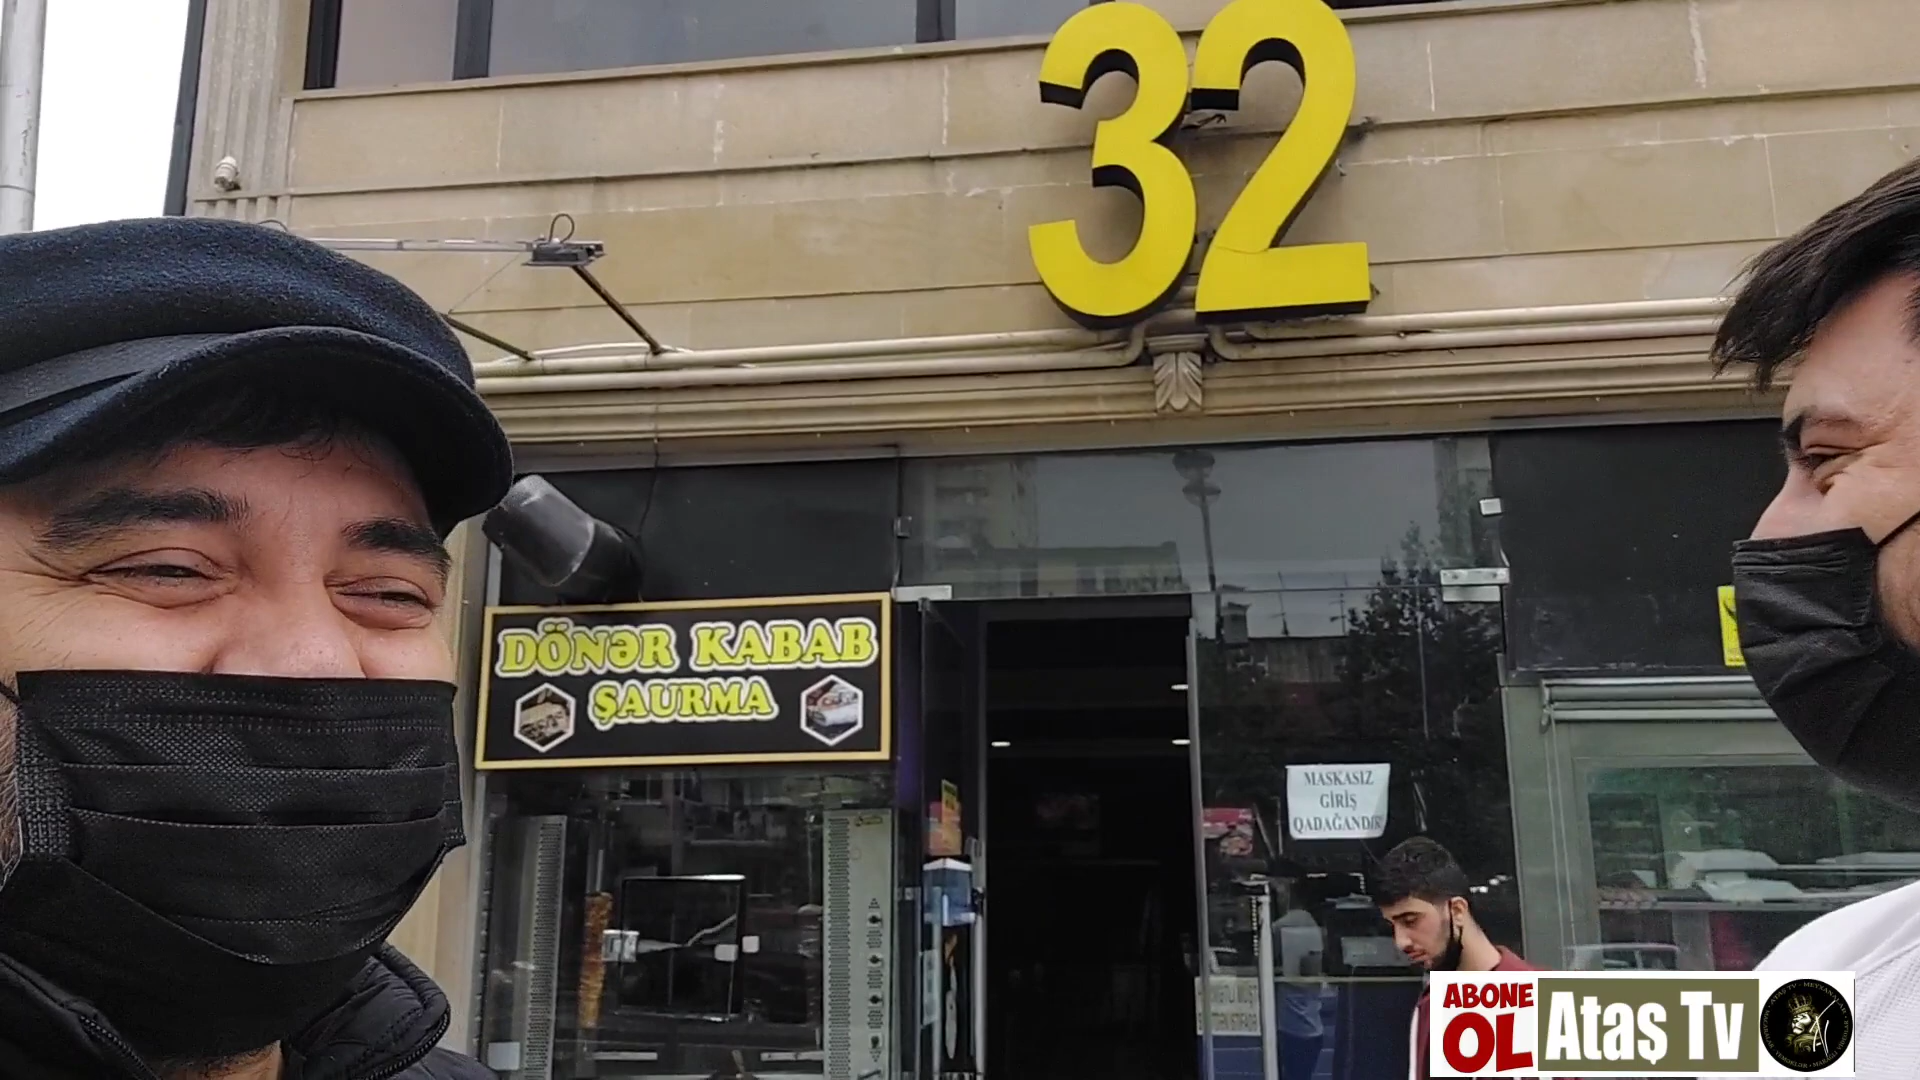 32
DÖNƏR KABAB
ŞAURMA
MASKASIZ
GİRİŞ
QADAĞANDIR
ABONE
OL
Ataş Tv